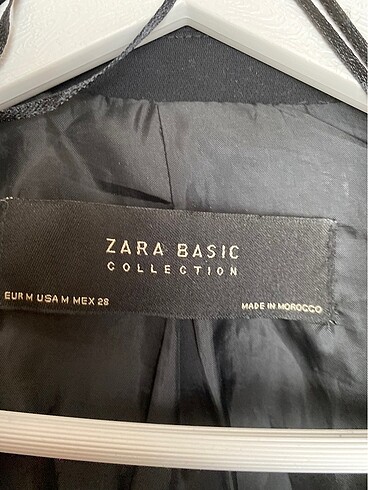 ZARA BASIC
COLLECTION
EUR M USA M MEX 28
MADE IN MOROCCO